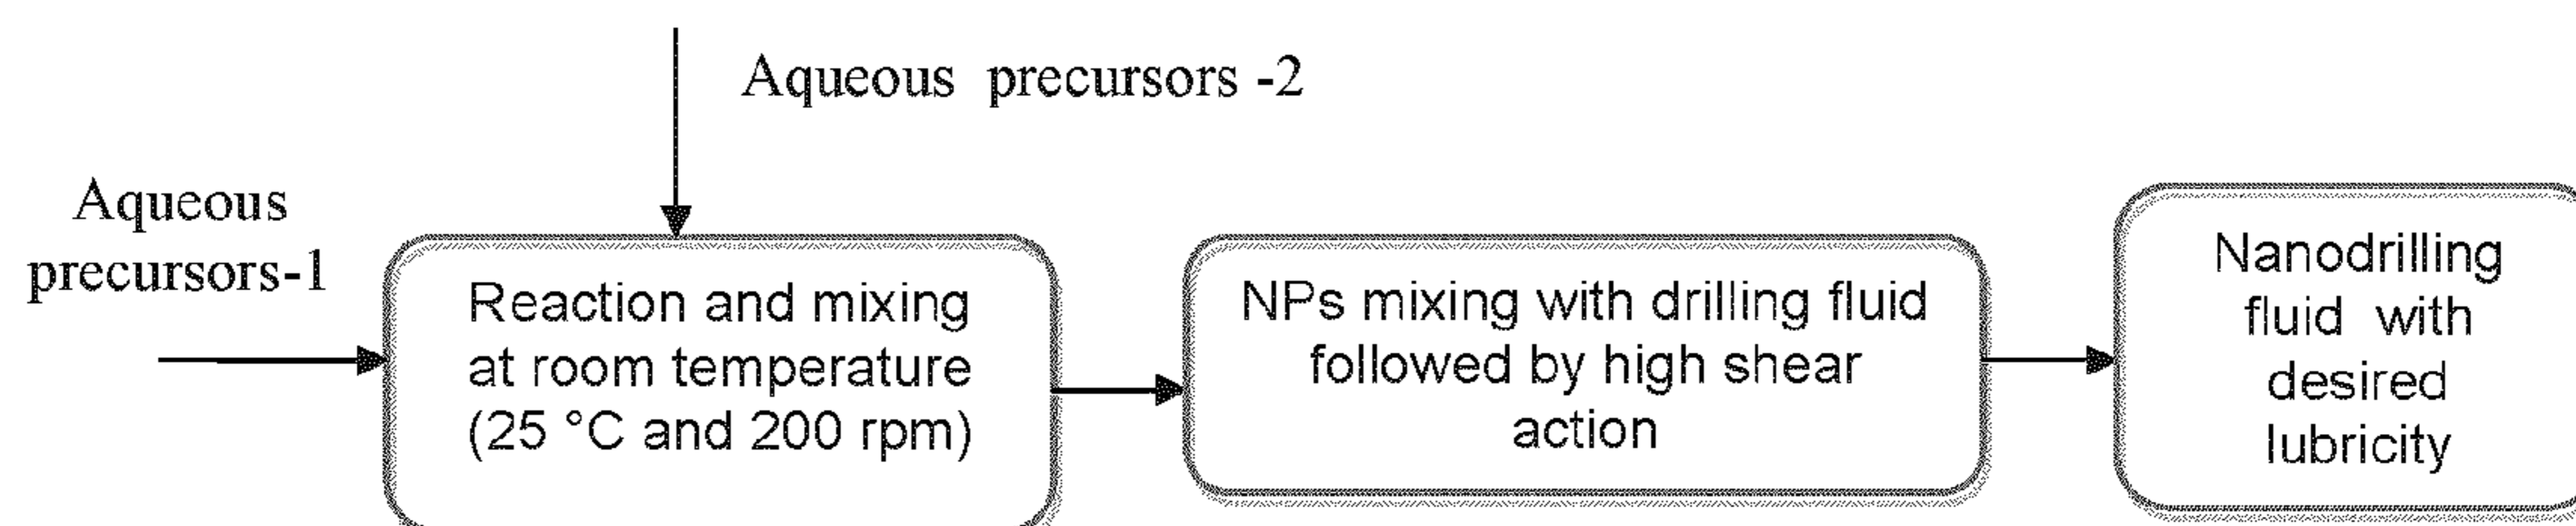 Aqueous precursors -2
Aqueous
precursors-1
Reaction and mixing
at room temperature
(25 °C and 200 rpm)
NPs mixing with drilling fluid
followed by high shear
action
Nanodrilling
fluid with
desired
lubricity